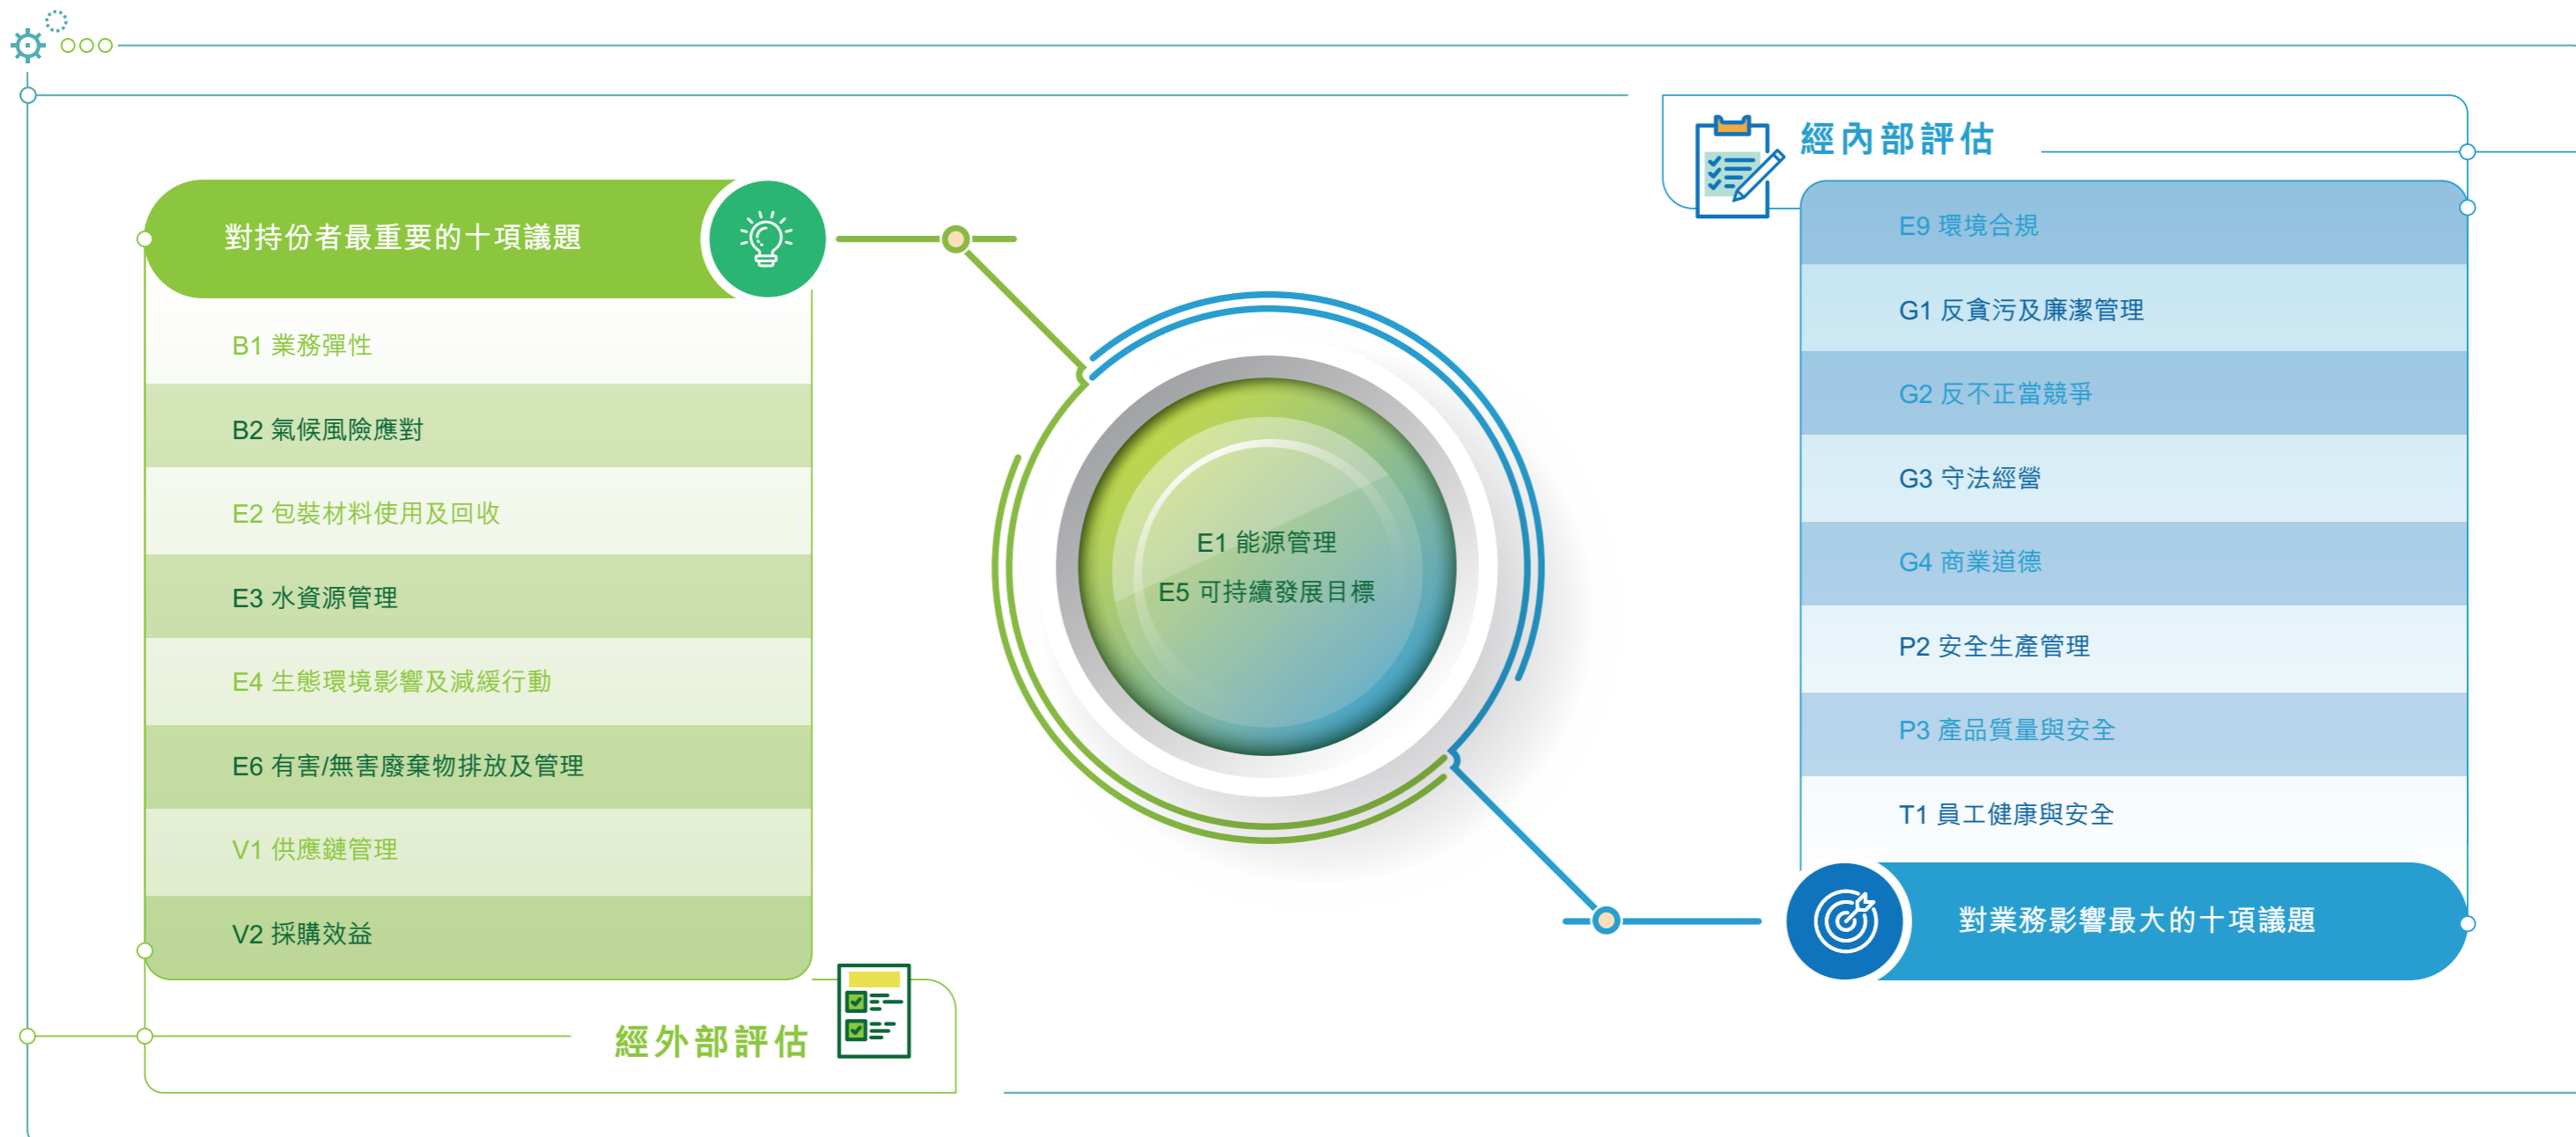 對持份者最重要的十項議題
B1 業務彈性
B2 氣候風險應對
E2 包裝材料使用及回收
E3 水資源管理
E4 生態環境影響及減緩行動
E6 有害/無害廢棄物排放及管理
V1 供應鏈管理
V2 採購效益
經外部評估
E1 能源管理
E5 可持續發展目標
經內部評估
E9 環境合規
G1 反貪污及廉潔管理
G2 反不正當競爭
G3 守法經營
G4 商業道德
P2 安全生產管理
P3 產品質量與安全
T1 員工健康與安全
對業務影響最大的十項議題